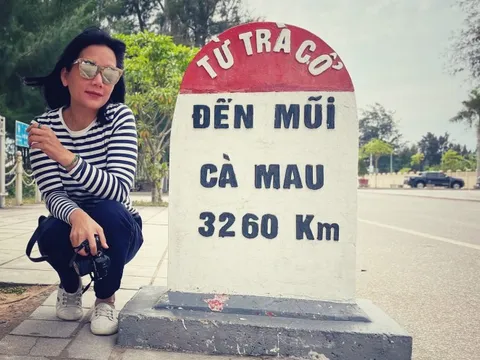 TỪ TRÀ CỔ
ĐẾN MŨI
CÀ MAU
3260 Km